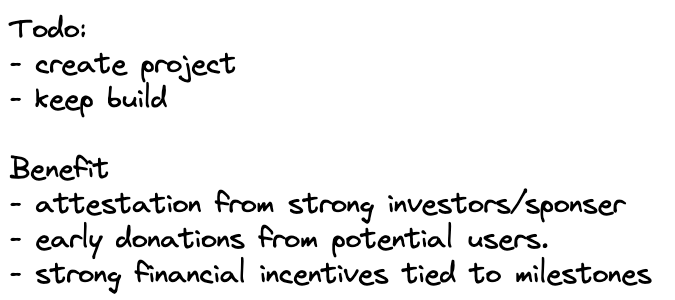 Todo:
- create project
- keep build
Benefit
- attestation from strong investors/sponser
- early donations from potential users.
- strong financial incentives tied to milestones